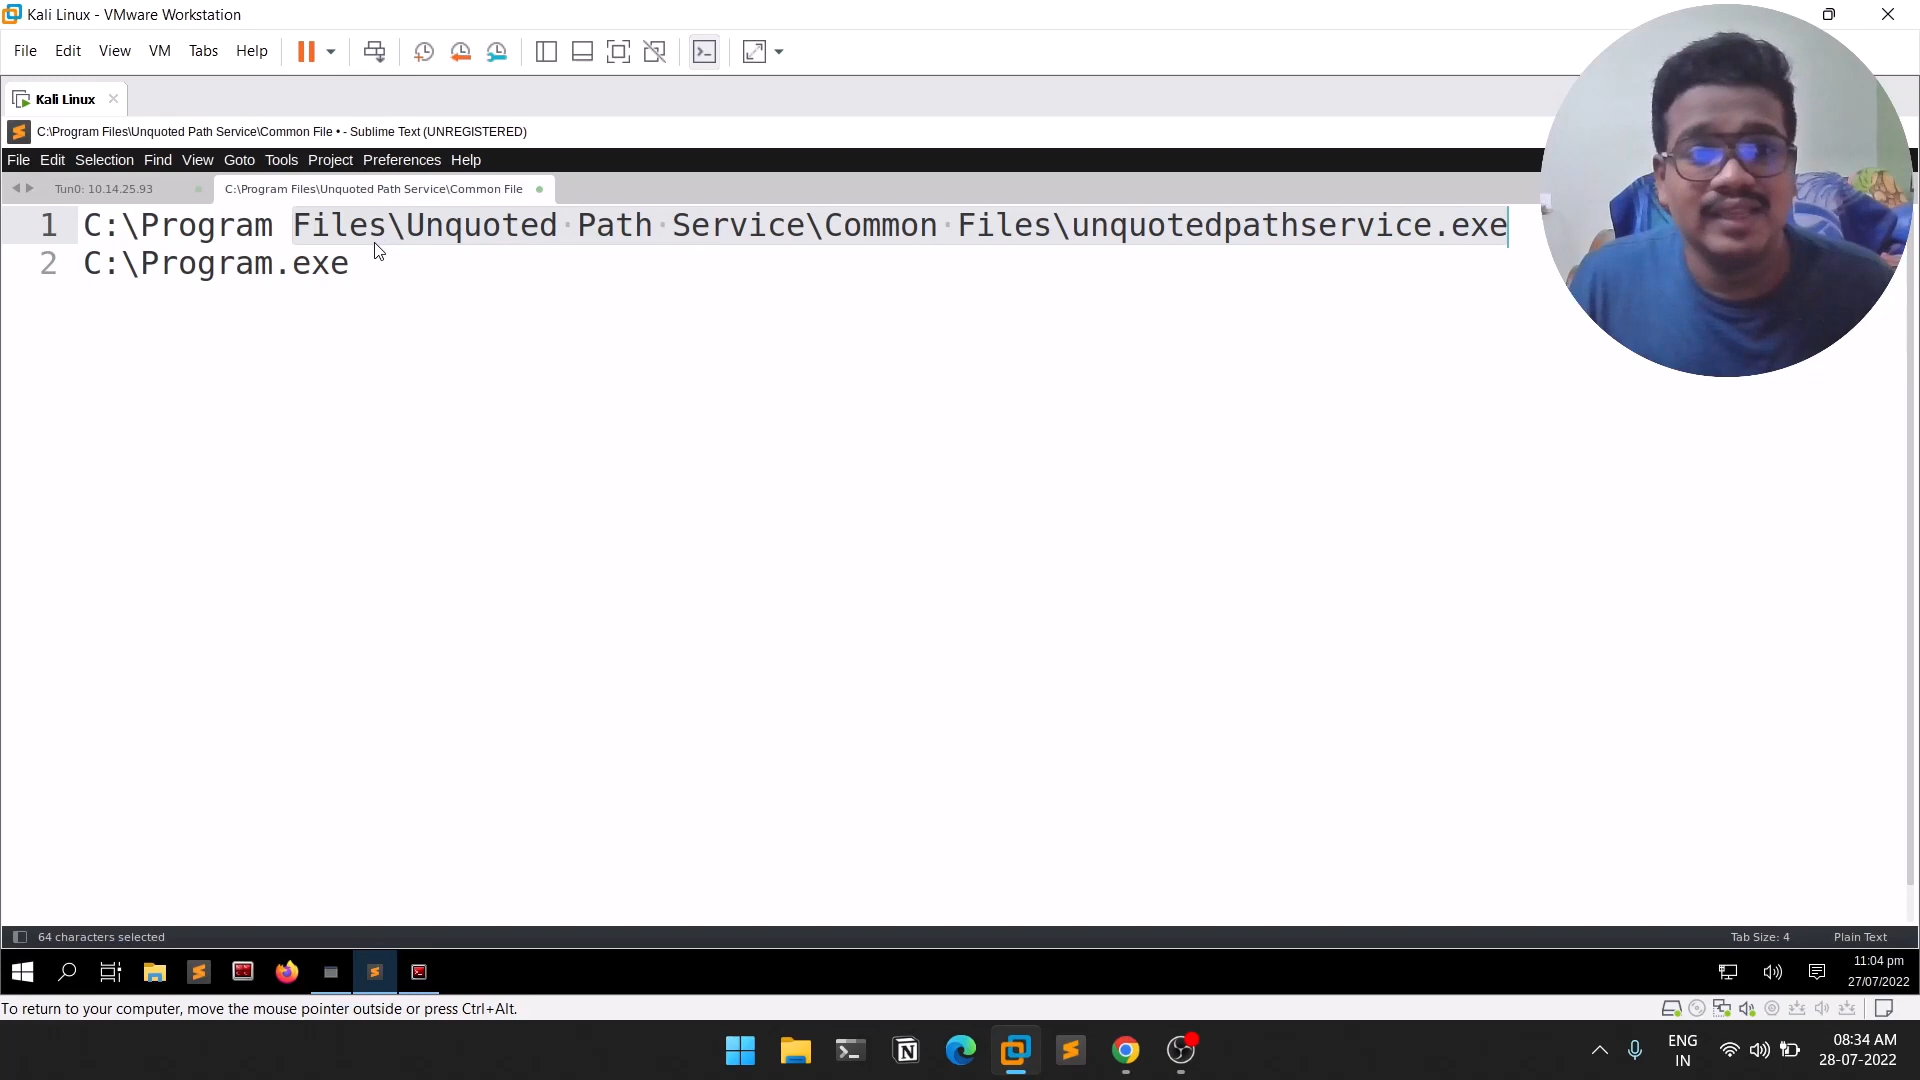 Kali Linux - VMware Workstation
File Edit View VM Tabs Help
Kali Linux
C:\Program Files\Unquoted Path Service\Common File • - Sublime Text (UNREGISTERED)
File Edit Selection Find View Goto Tools Project Preferences Help
Tun0: 10.14.25.93 C:\Program Files\Unquoted Path Service\Common File
1 C:\Program Files\Unquoted Path Service\Common Files\unquotedpathservice.exe
2 C:\Program.exe
64 characters selected Tab Size: 4 Plain Text
11:04 pm
27/07/2022
To return to your computer, move the mouse pointer outside or press Ctrl+Alt.
ENG 08:34 AM
IN 28-07-2022